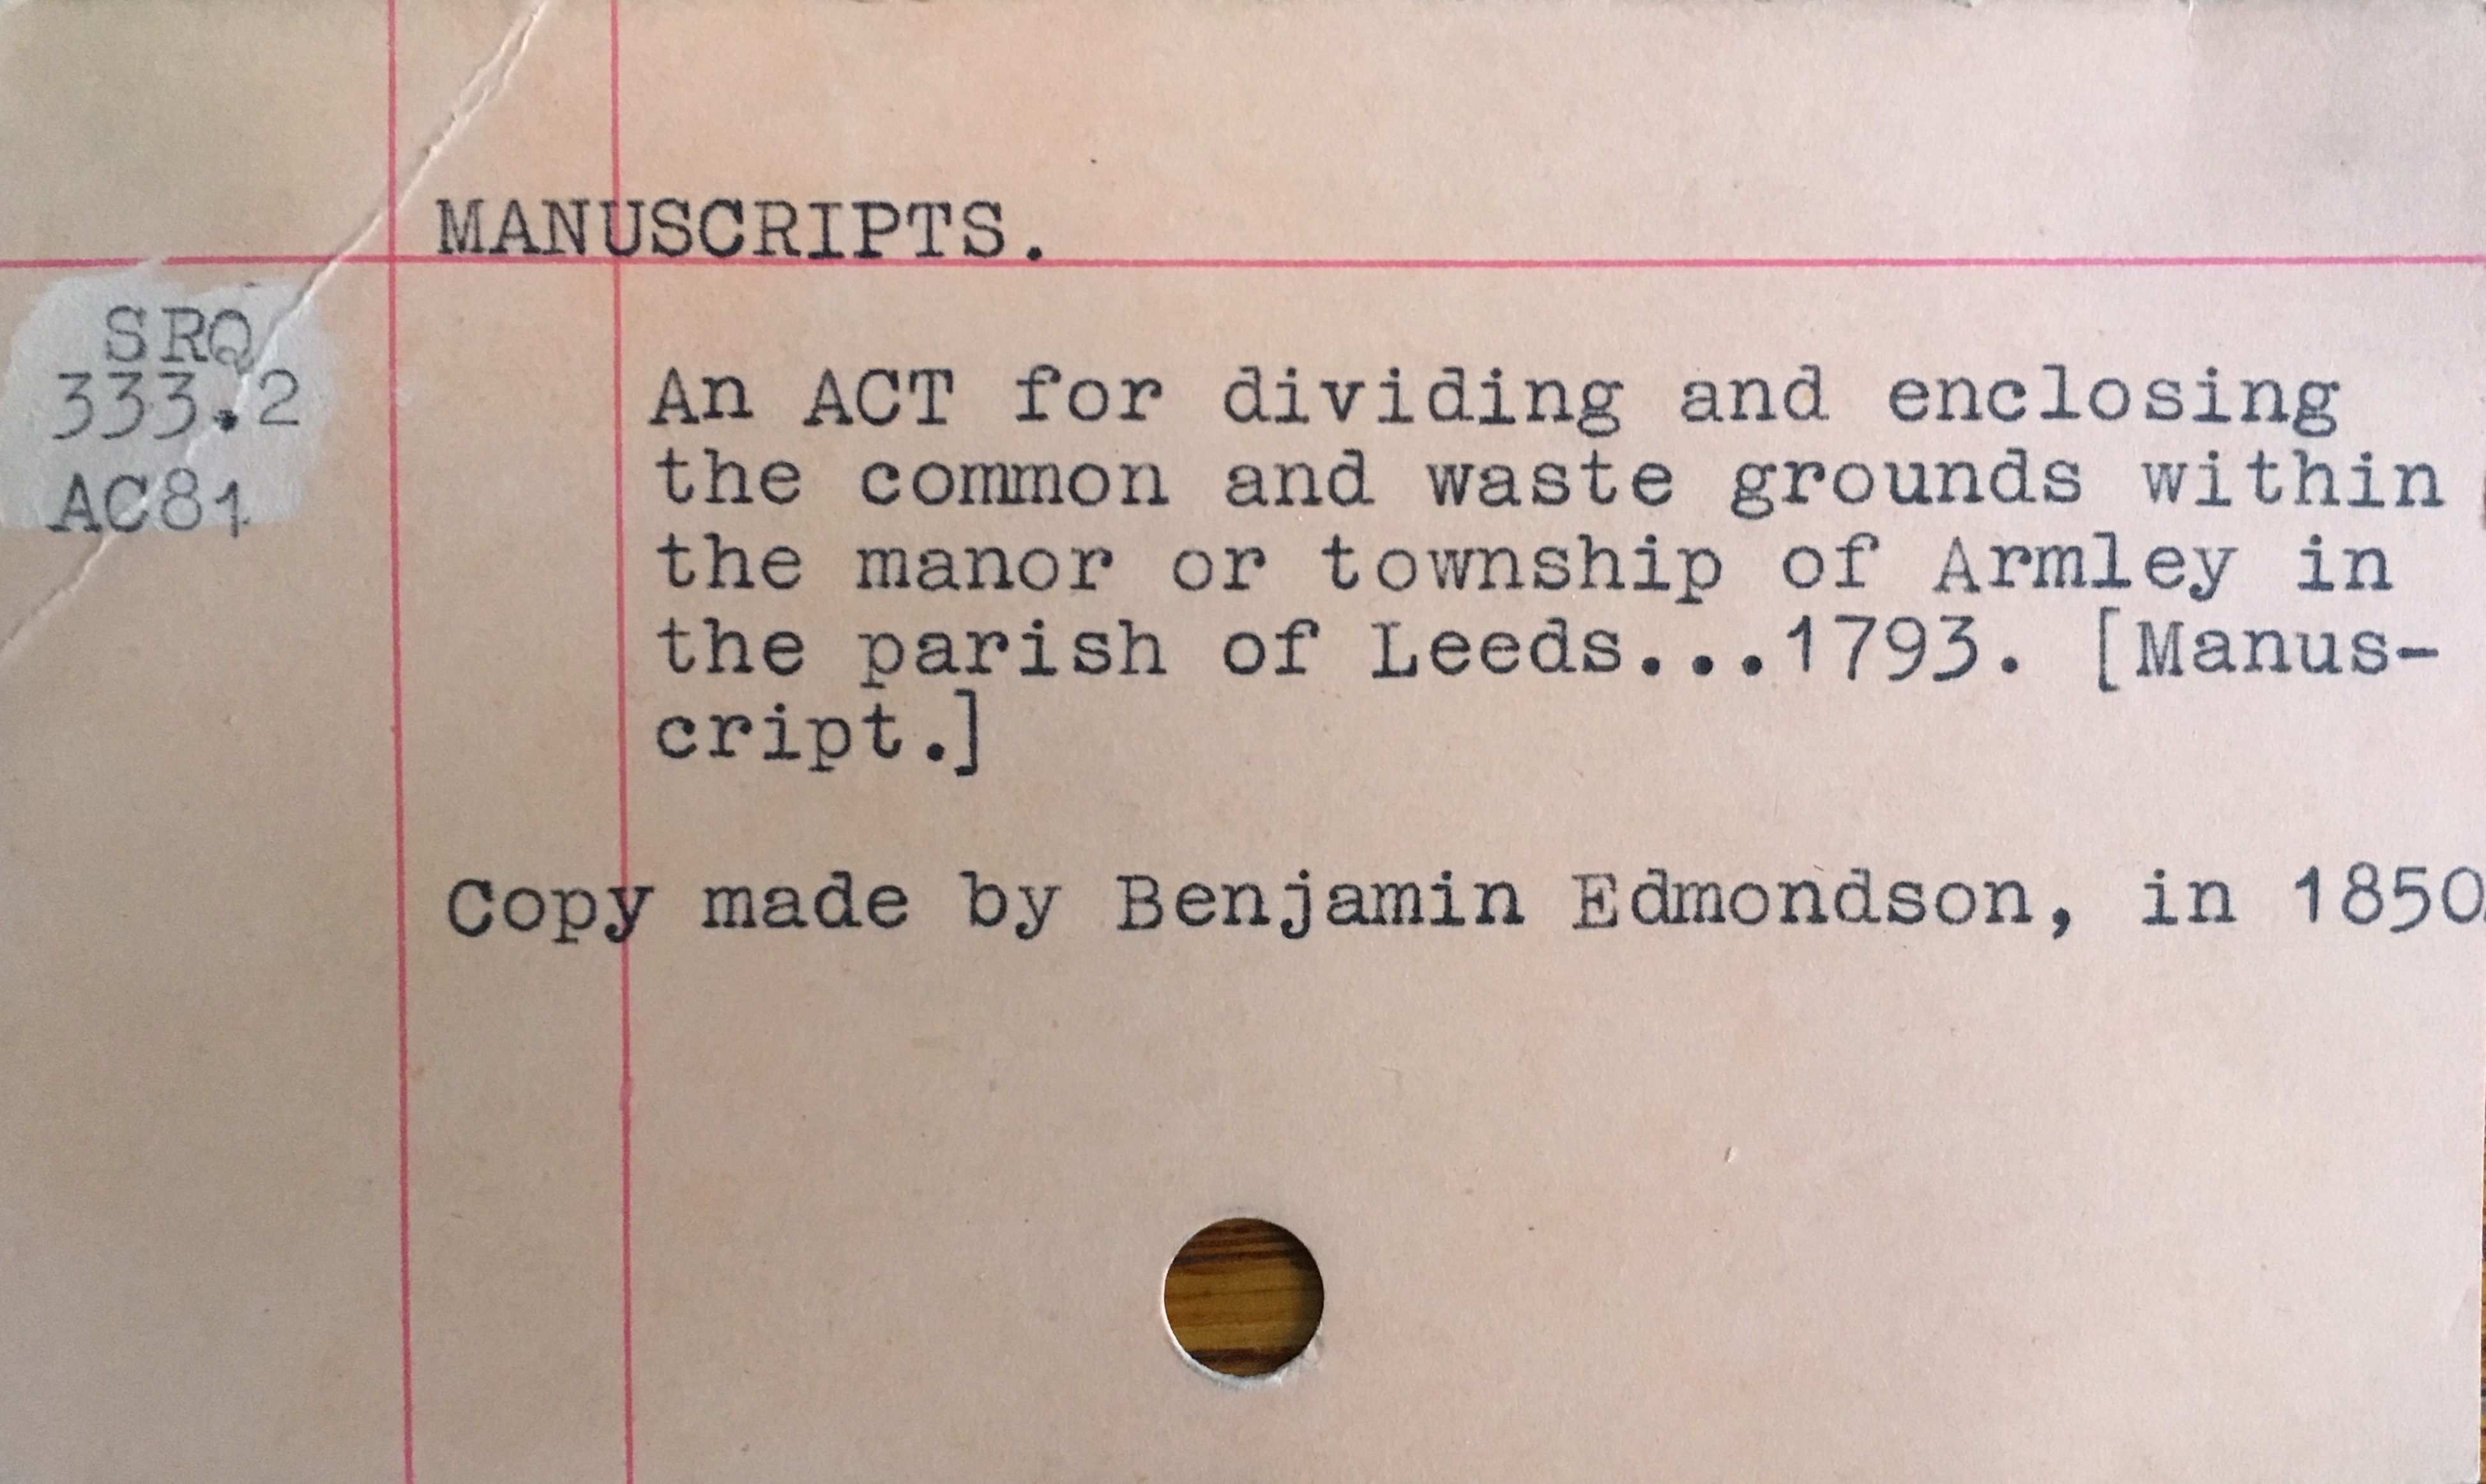 MANUSCRIPTS.
SRQ
333.2
AC81
An ACT for dividing and enclosing
the common and waste grounds within
the manor or township of Armley in
the parish of Leeds...1793. [Manus-
cript.]
Copy made by Benjamin Edmondson, in 1850